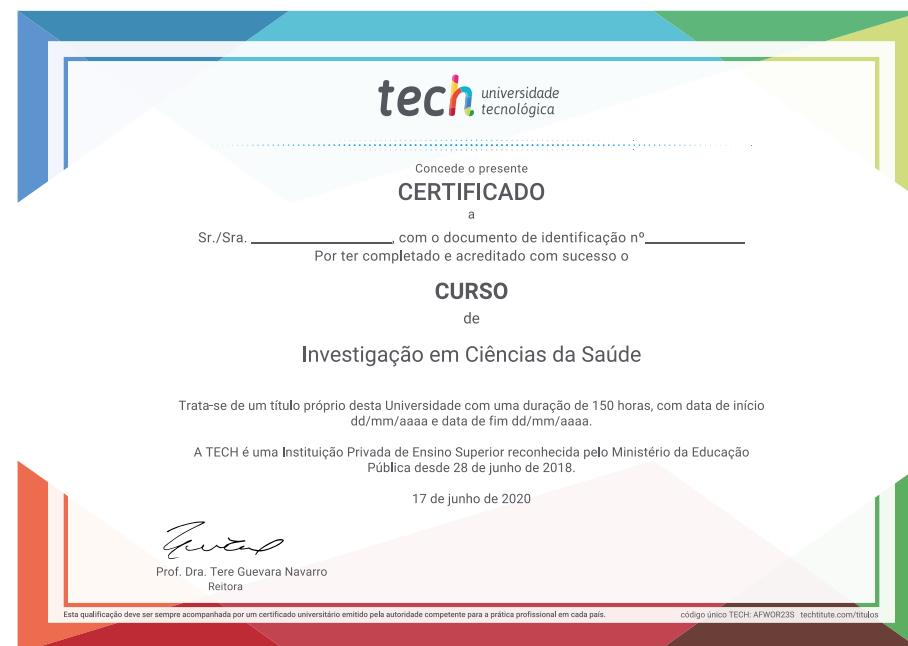 tech universidade
tecnológica
Concede o presente
CERTIFICADO
a
Sr./Sra. ____________________, com o documento de identificação nº______________
Por ter completado e acreditado com sucesso o
CURSO
de
Investigação em Ciências da Saúde
Trata-se de um título próprio desta Universidade com uma duração de 150 horas, com data de início
dd/mm/aaaa e data de fim dd/mm/aaaa.
A TECH é uma Instituição Privada de Ensino Superior reconhecida pelo Ministério da Educação
Pública desde 28 de junho de 2018.
17 de junho de 2020
Prof. Dra. Tere Guevara Navarro
Reitora
Esta qualificação deve ser sempre acompanhada por um certificado universitário emitido pela autoridade competente para a prática profissional em cada país. código único TECH: AFWOR23S techtitute.com/titulos